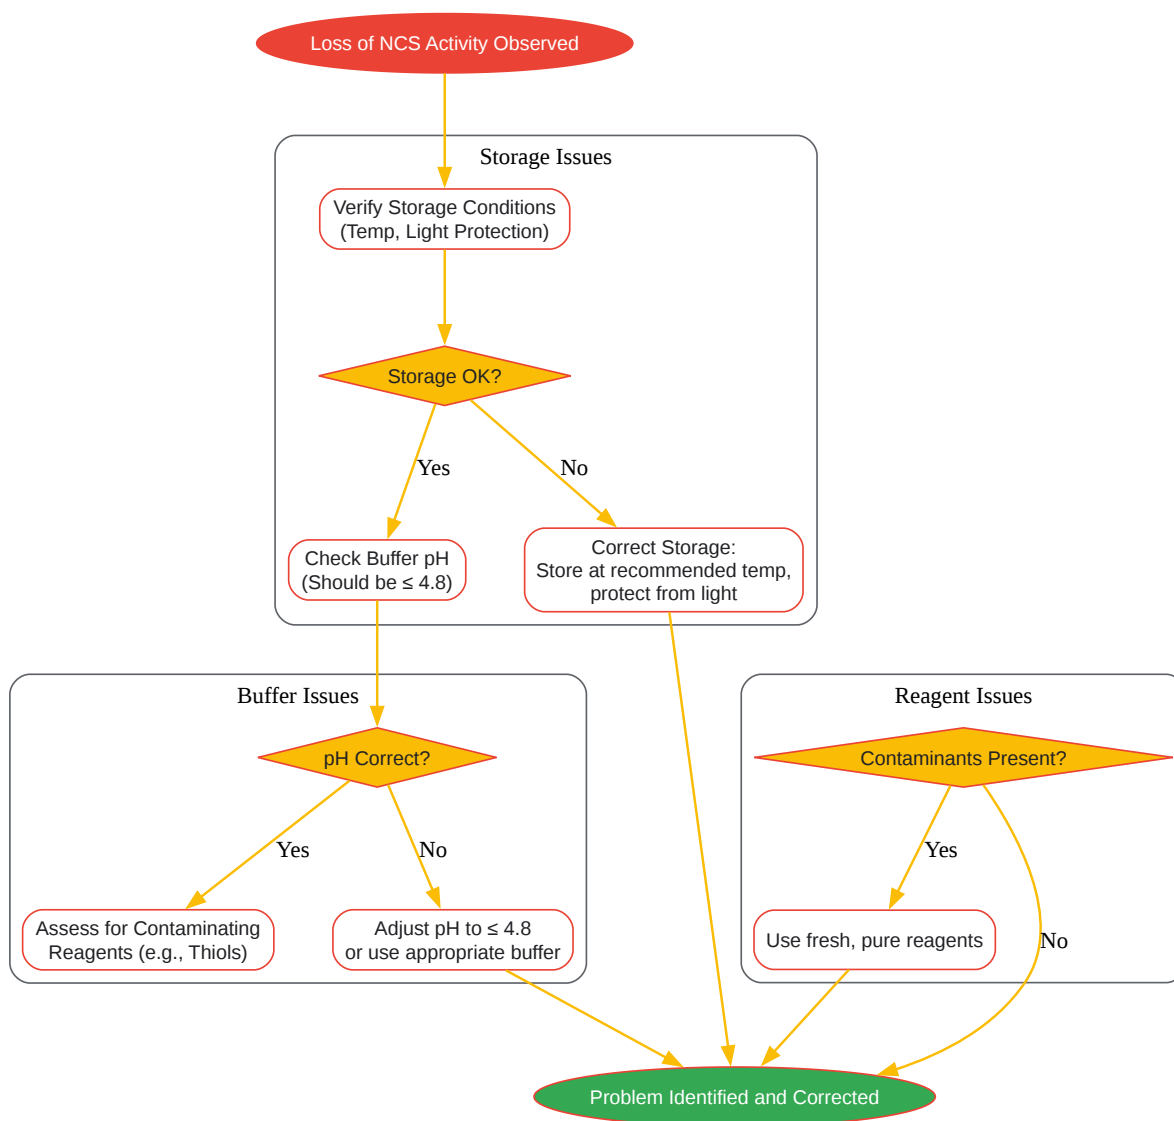 Loss of NCS Activity Observed
Storage Issues
Verify Storage Conditions
(Temp, Light Protection)
Storage OK?
Yes
No
Check Buffer pH
(Should be ≤ 4.8)
Correct Storage:
Store at recommended temp,
protect from light
Buffer Issues
pH Correct?
Yes
No
Assess for Contaminating
Reagents (e.g., Thiols)
Adjust pH to ≤ 4.8
or use appropriate buffer
Reagent Issues
Contaminants Present?
Yes
No
Use fresh, pure reagents
Problem Identified and Corrected